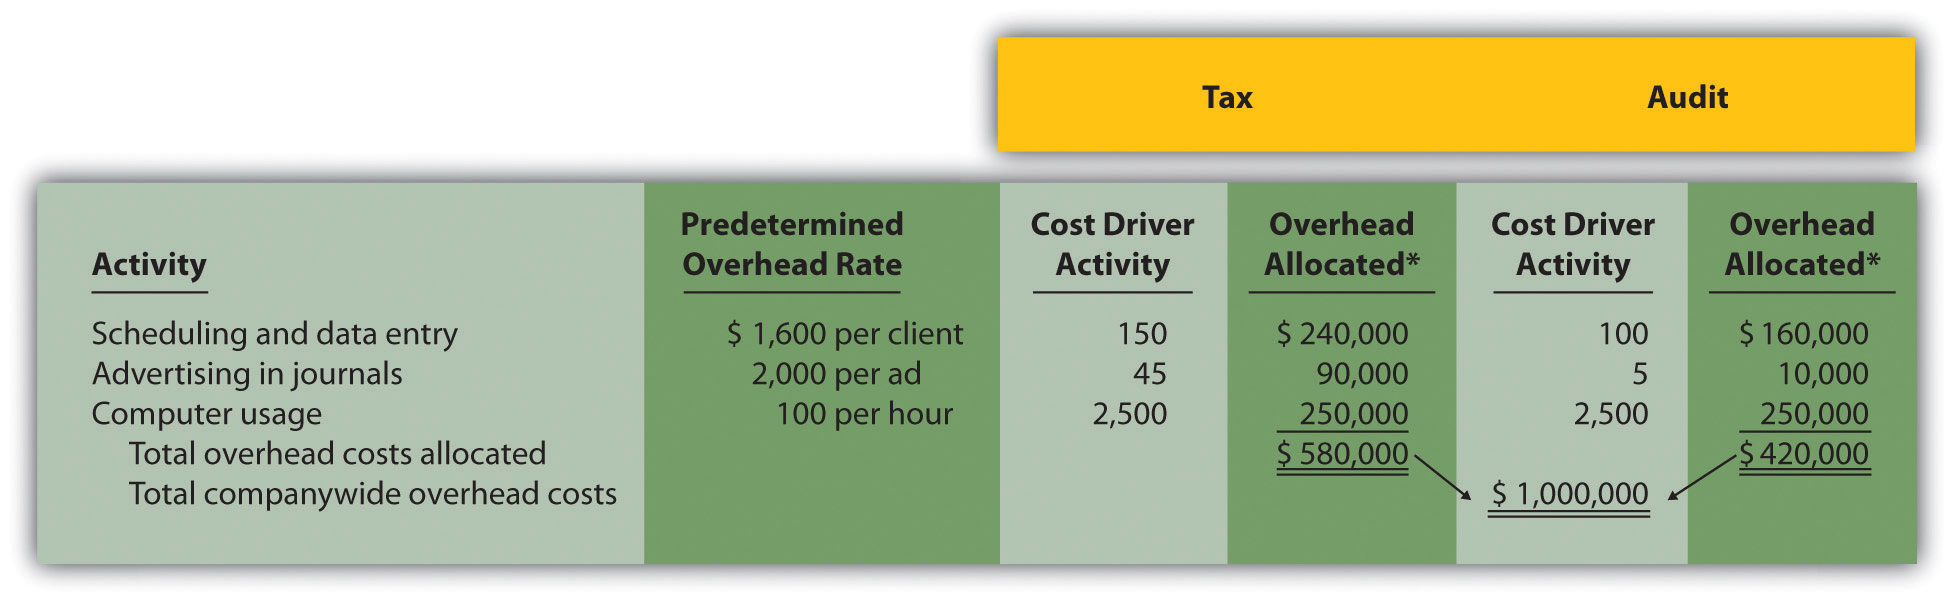 Tax Audit
Predetermined Cost Driver Overhead Cost Driver Overhead
Activity Overhead Rate Activity Allocated* Activity Allocated*
Scheduling and data entry $ 1,600 per client 150 $ 240,000 100 $ 160,000
Advertising in journals 2,000 per ad 45 90,000 5 10,000
Computer usage 100 per hour 2,500 250,000 2,500 250,000
Total overhead costs allocated $ 580,000 $ 420,000
Total companywide overhead costs $ 1,000,000